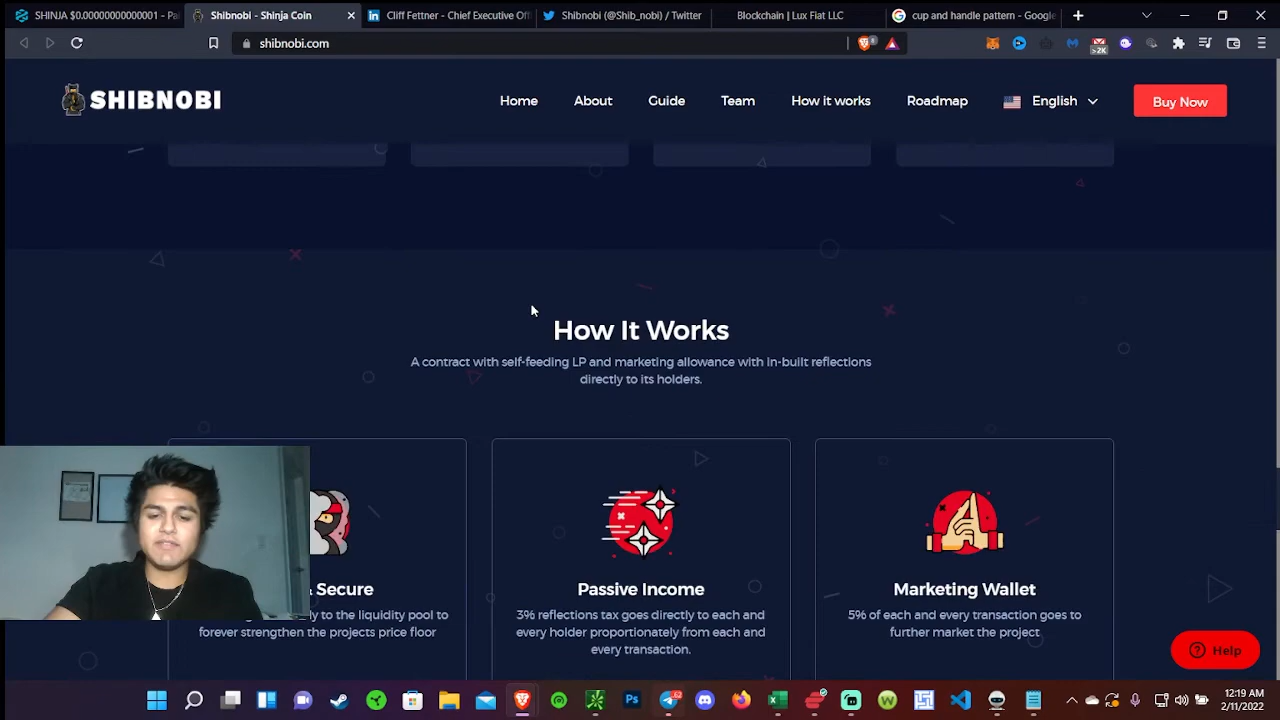 SHINJA $0.0000000000001 - Pa
Shibnobi - Shinja Coin
Cliff Fettner - Chief Executive Offi
Shibnobi (@Shib_nobi) / Twitter
Blockchain | Lux Fiat LLC
cup and handle pattern - Google
shibnobi.com
8
>2K
SHIBNOBI
Home
About
Guide
Team
How it works
Roadmap
English
Buy Now
How It Works
A contract with self-feeding LP and marketing allowance with in-built reflections
directly to its holders.
Secure
ly to the liquidity pool to
forever strengthen the projects price floor
Passive Income
3% reflections tax goes directly to each and
every holder proportionately from each and
every transaction.
Marketing Wallet
5% of each and every transaction goes to
further market the project
Help
12:19 AM
2/11/2022